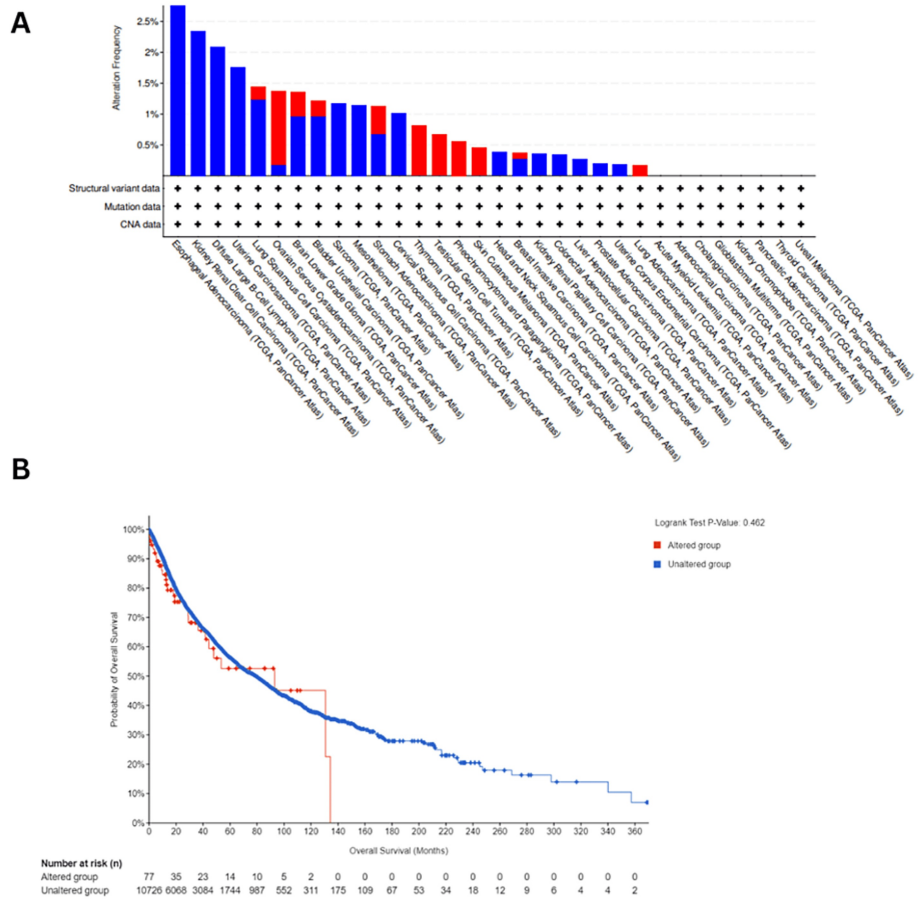 A
Alteration Frequency
2.5%
2%
1.5%
1%
0.5%
Structural variant data
Mutation data
CNA data
Esophageal Adenocarcinoma (TCGA, PanCancer Atlas)
Kidney Renal Clear Cell Carcinoma (TCGA, PanCancer Atlas)
Diffuse Large B-Cell Lymphoma (TCGA, PanCancer Atlas)
Uterine Carcinosarcoma (TCGA, PanCancer Atlas)
Lung Squamous Cell Carcinoma (TCGA, PanCancer Atlas)
Ovarian Serous Cystadenocarcinoma (TCGA, PanCancer Atlas)
Brain Lower Grade Glioma (TCGA, PanCancer Atlas)
Bladder Urothelial Carcinoma (TCGA, PanCancer Atlas)
Sarcoma (TCGA, PanCancer Atlas)
Mesothelioma (TCGA, PanCancer Atlas)
Stomach Adenocarcinoma (TCGA, PanCancer Atlas)
Cervical Squamous Cell Carcinoma (TCGA, PanCancer Atlas)
Thymoma (TCGA, PanCancer Atlas)
Testicular Germ Cell Tumors (TCGA, PanCancer Atlas)
Pheochromocytoma and Paraganglioma (TCGA, PanCancer Atlas)
Skin Cutaneous Melanoma (TCGA, PanCancer Atlas)
Head and Neck Squamous Cell Carcinoma (TCGA, PanCancer Atlas)
Breast Invasive Carcinoma (TCGA, PanCancer Atlas)
Kidney Renal Papillary Cell Carcinoma (TCGA, PanCancer Atlas)
Colorectal Adenocarcinoma (TCGA, PanCancer Atlas)
Liver Hepatocellular Carcinoma (TCGA, PanCancer Atlas)
Prostate Adenocarcinoma (TCGA, PanCancer Atlas)
Uterine Corpus Endometrial Carcinoma (TCGA, PanCancer Atlas)
Lung Adenocarcinoma (TCGA, PanCancer Atlas)
Acute Myeloid Leukemia (TCGA, PanCancer Atlas)
Adrenocortical Carcinoma (TCGA, PanCancer Atlas)
Cholangiocarcinoma (TCGA, PanCancer Atlas)
Glioblastoma Multiforme (TCGA, PanCancer Atlas)
Kidney Chromophobe (TCGA, PanCancer Atlas)
Pancreatic Adenocarcinoma (TCGA, PanCancer Atlas)
Thyroid Carcinoma (TCGA, PanCancer Atlas)
Uveal Melanoma (TCGA, PanCancer Atlas)
B
Logrank Test P-Value: 0.462
Altered group
Unaltered group
Probability of Overall Survival
100%
90%
80%
70%
60%
50%
40%
30%
20%
10%
0%
0 20 40 60 80 100 120 140 160 180 200 220 240 260 280 300 320 340 360
Overall Survival (Months)
Number at risk (n)
Altered group 77 35 23 14 10 5 2 0 0 0 0 0 0 0 0 0 0 0 0
Unaltered group 10726 6068 3084 1744 987 552 311 175 109 67 53 34 18 12 9 6 4 4 2